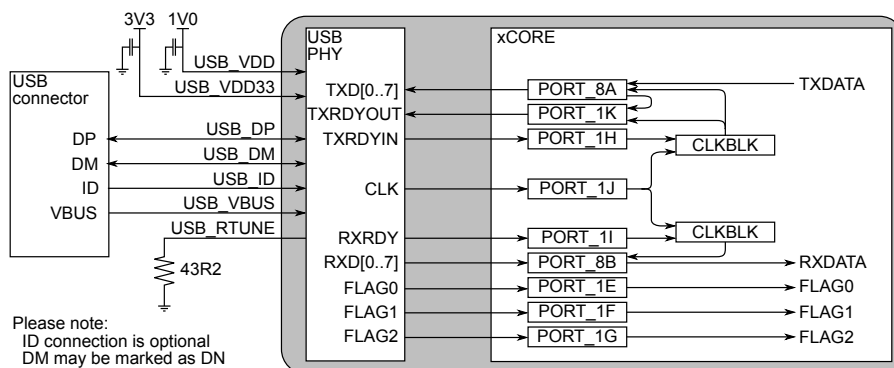 3V3 1V0
USB_VDD
USB_VDD33
USB
connector
DP
DM
ID
VBUS
USB_DP
USB_DM
USB_ID
USB_VBUS
USB_RTUNE
43R2
Please note:
ID connection is optional
DM may be marked as DN
USB
PHY
TXD[0..7]
TXRDYOUT
TXRDYIN
CLK
RXRDY
RXD[0..7]
FLAG0
FLAG1
FLAG2
xCORE
PORT_8A
PORT_1K
PORT_1H
PORT_1J
PORT_1I
PORT_8B
PORT_1E
PORT_1F
PORT_1G
CLKBLK
CLKBLK
TXDATA
RXDATA
FLAG0
FLAG1
FLAG2